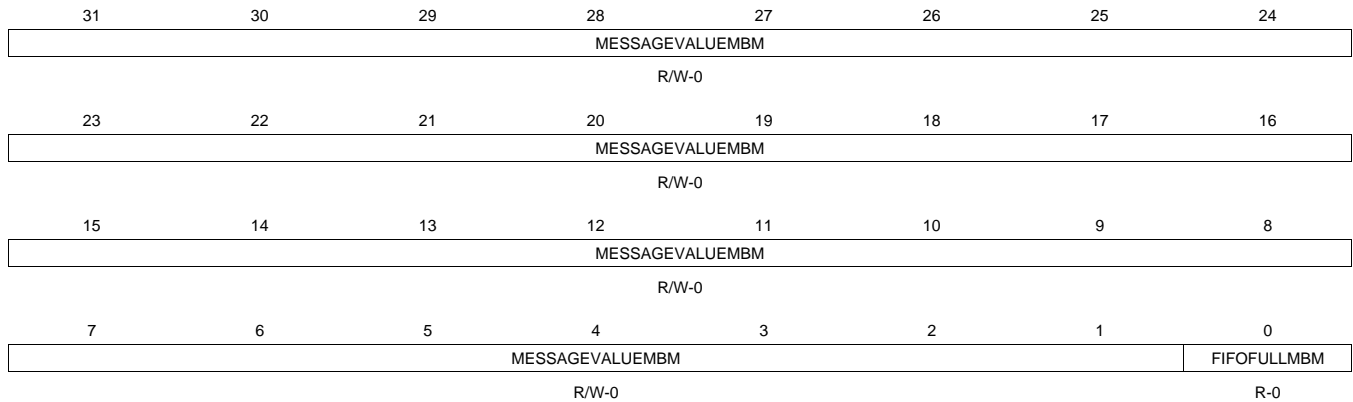 31 30 29 28 27 26 25 24
MESSAGEVALUEMBM
R/W-0
23 22 21 20 19 18 17 16
MESSAGEVALUEMBM
R/W-0
15 14 13 12 11 10 9 8
MESSAGEVALUEMBM
R/W-0
7 6 5 4 3 2 1 0
MESSAGEVALUEMBM FIFOFULLMBM
R/W-0 R-0